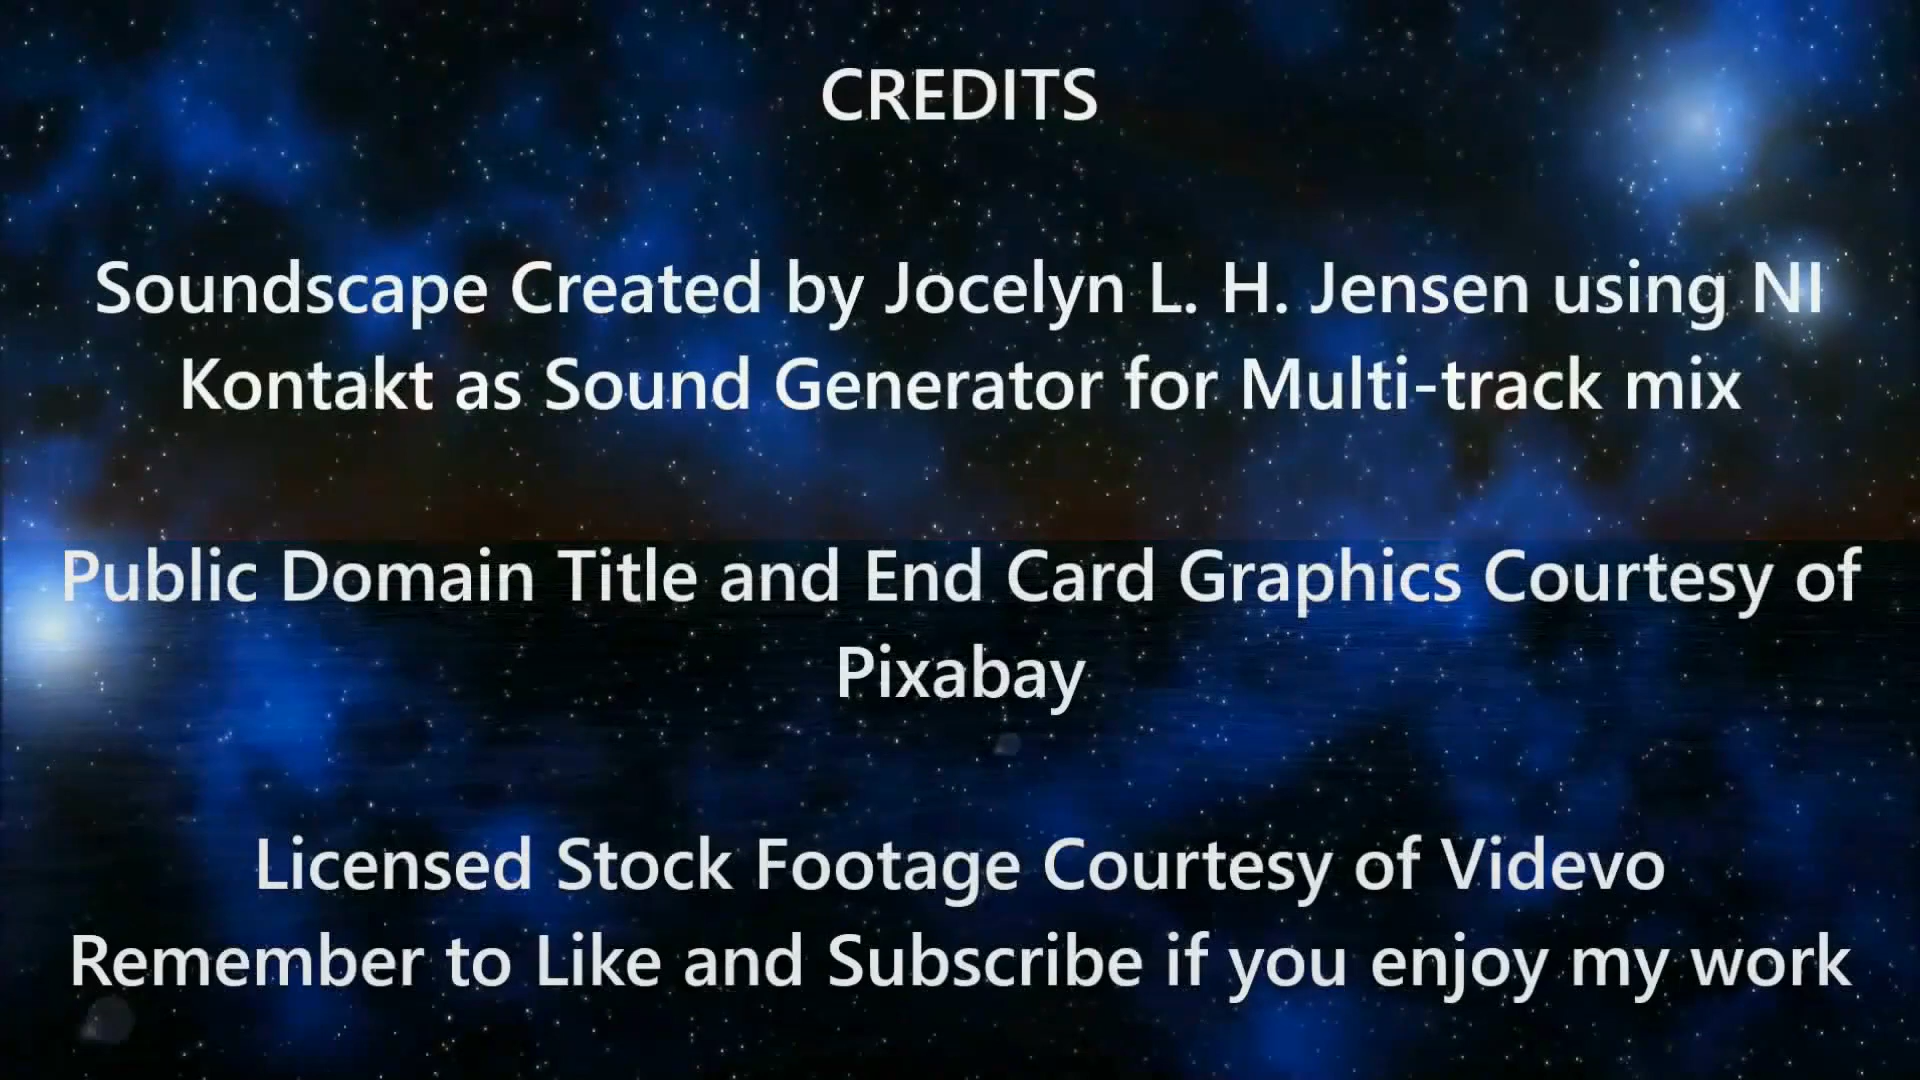 CREDITS
Soundscape Created by Jocelyn L. H. Jensen using NI
Kontakt as Sound Generator for Multi-track mix
Public Domain Title and End Card Graphics Courtesy of
Pixabay
Licensed Stock Footage Courtesy of Videvo
Remember to Like and Subscribe if you enjoy my work